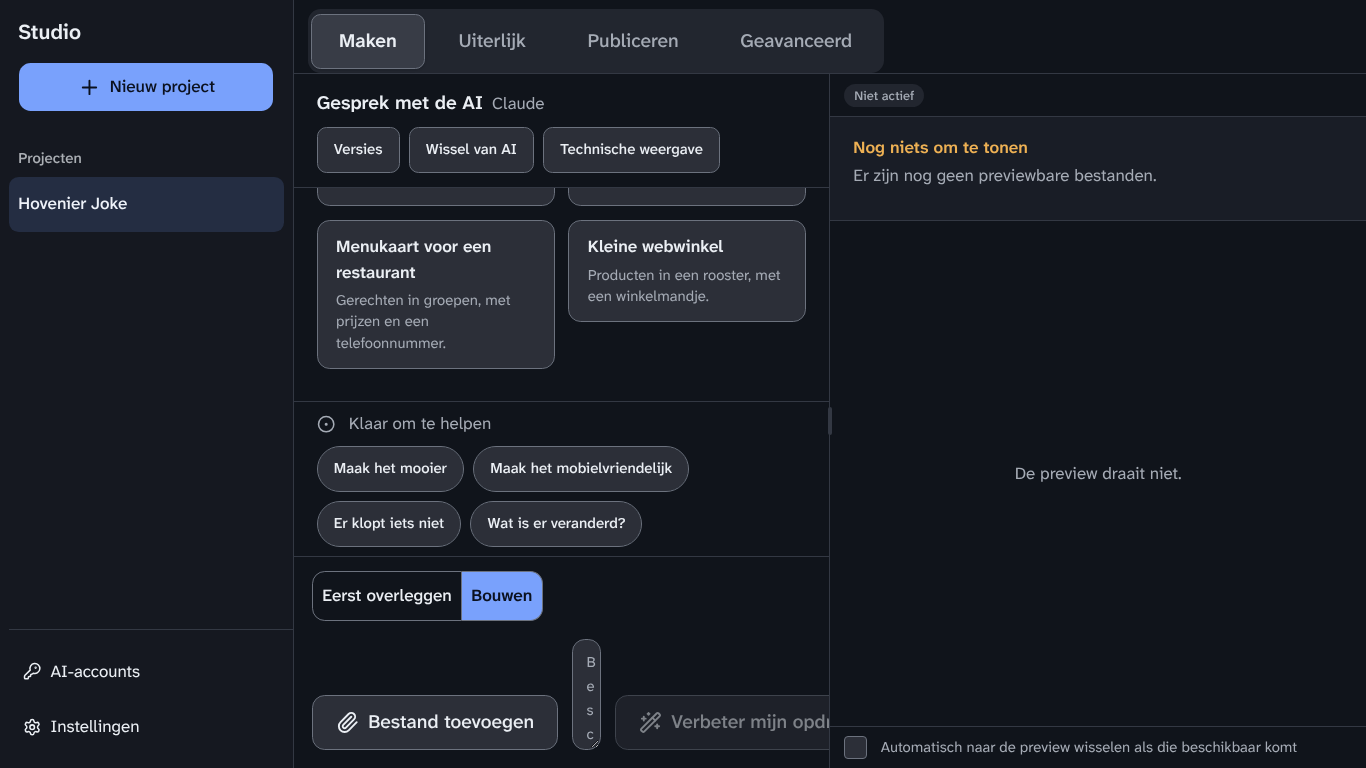 Studio
Nieuw project
Projecten
Hovenier Joke
AI-accounts
Instellingen
Maken
Uiterlijk
Publiceren
Geavanceerd
Gesprek met de AI Claude
Versies
Wissel van AI
Technische weergave
Menukaart voor een
restaurant
Gerechten in groepen, met
prijzen en een
telefoonnummer.
Kleine webwinkel
Producten in een rooster, met
een winkelmandje.
Klaar om te helpen
Maak het mooier
Maak het mobielvriendelijk
Er klopt iets niet
Wat is er veranderd?
Eerst overleggen
Bouwen
Bestand toevoegen
B
e
s
c
Verbeter mijn
Niet actief
Nog niets om te tonen
Er zijn nog geen previewbare bestanden.
De preview draait niet.
Automatisch naar de preview wisselen als die beschikbaar komt